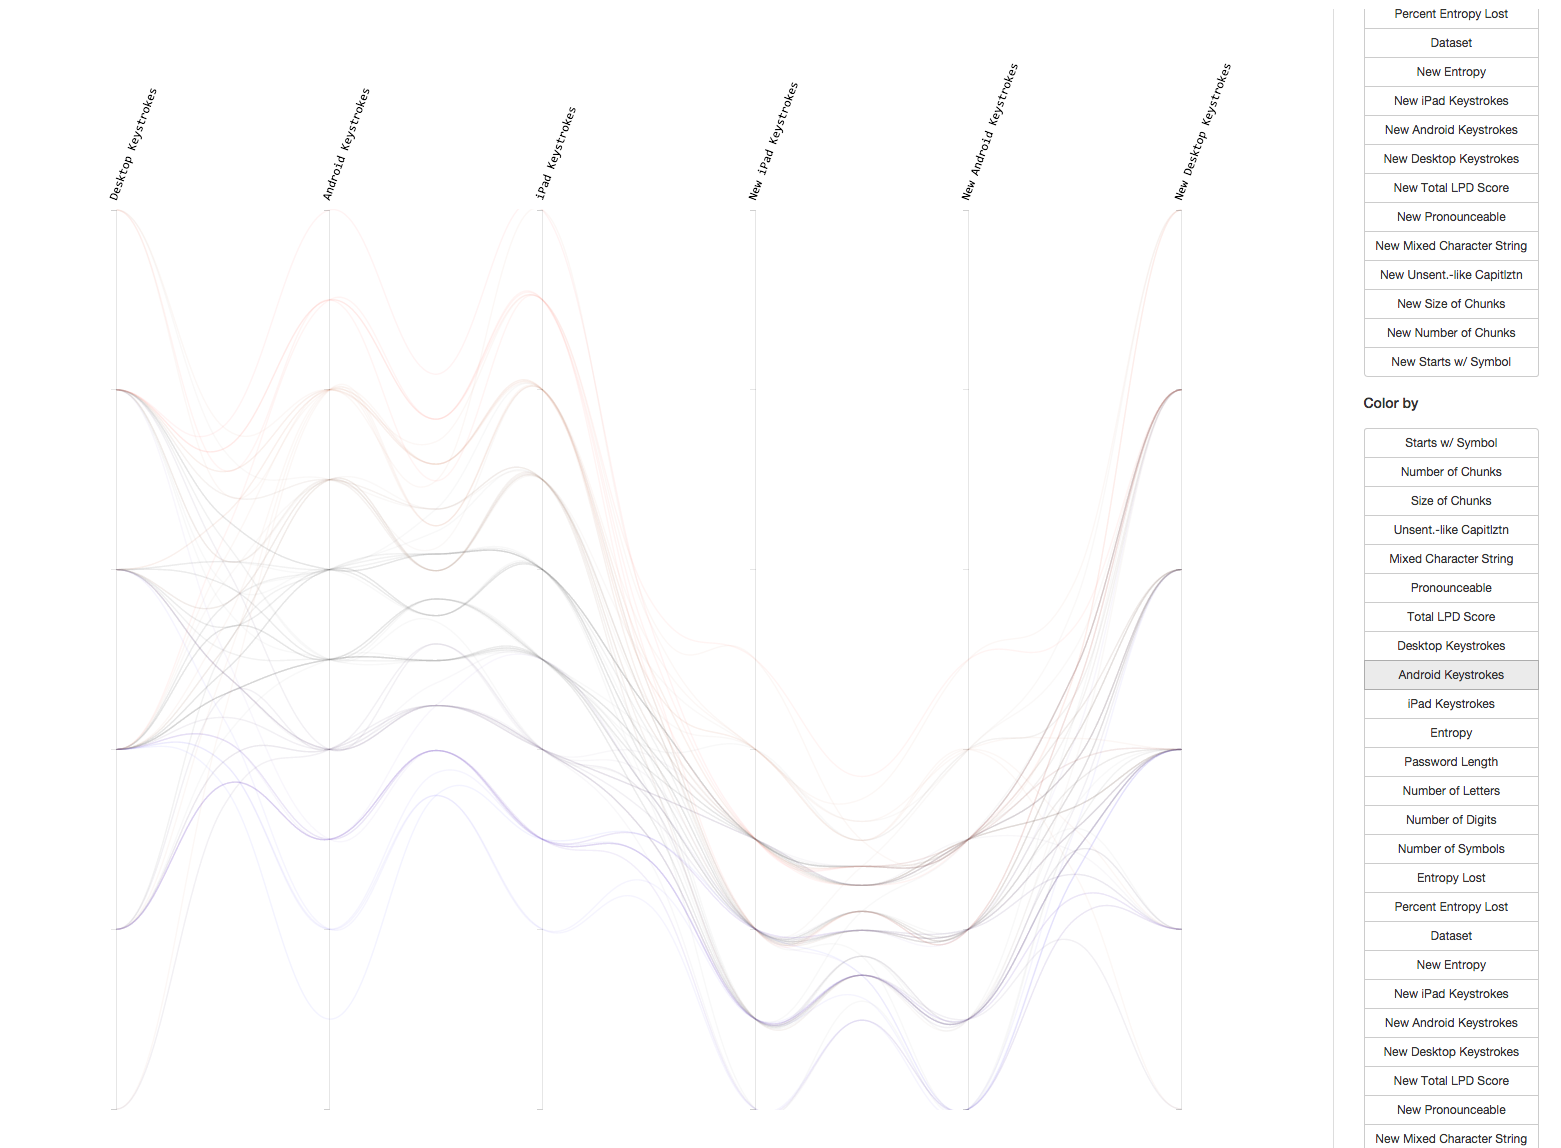 Desktop Keystrokes
Android Keystrokes
iPad Keystrokes
New iPad Keystrokes
New Android Keystrokes
New Desktop Keystrokes
Percent Entropy Lost
Dataset
New Entropy
New iPad Keystrokes
New Android Keystrokes
New Desktop Keystrokes
New Total LPD Score
New Pronounceable
New Mixed Character String
New Unsent.-like Capitlztn
New Size of Chunks
New Number of Chunks
New Starts w/ Symbol
Color by
Starts w/ Symbol
Number of Chunks
Size of Chunks
Unsent.-like Capitlztn
Mixed Character String
Pronounceable
Total LPD Score
Desktop Keystrokes
Android Keystrokes
iPad Keystrokes
Entropy
Password Length
Number of Letters
Number of Digits
Number of Symbols
Entropy Lost
Percent Entropy Lost
Dataset
New Entropy
New iPad Keystrokes
New Android Keystrokes
New Desktop Keystrokes
New Total LPD Score
New Pronounceable
New Mixed Character String